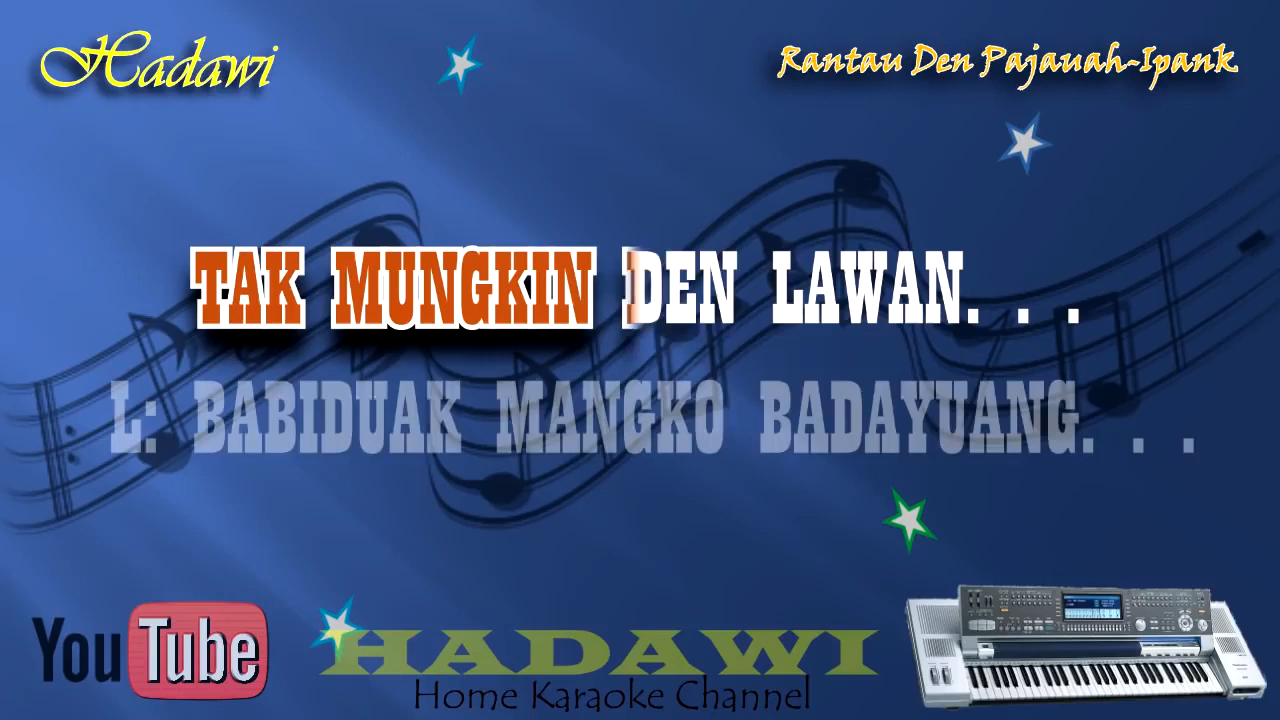 Hadawi
Rantau Den Pajauah-Ipank
TAK MUNGKIN DEN LAWAN. . .
L: BABIDUAK MANGKO BADAYUANG. . .
YouTube
HADAWI
Home Karaoke Channel